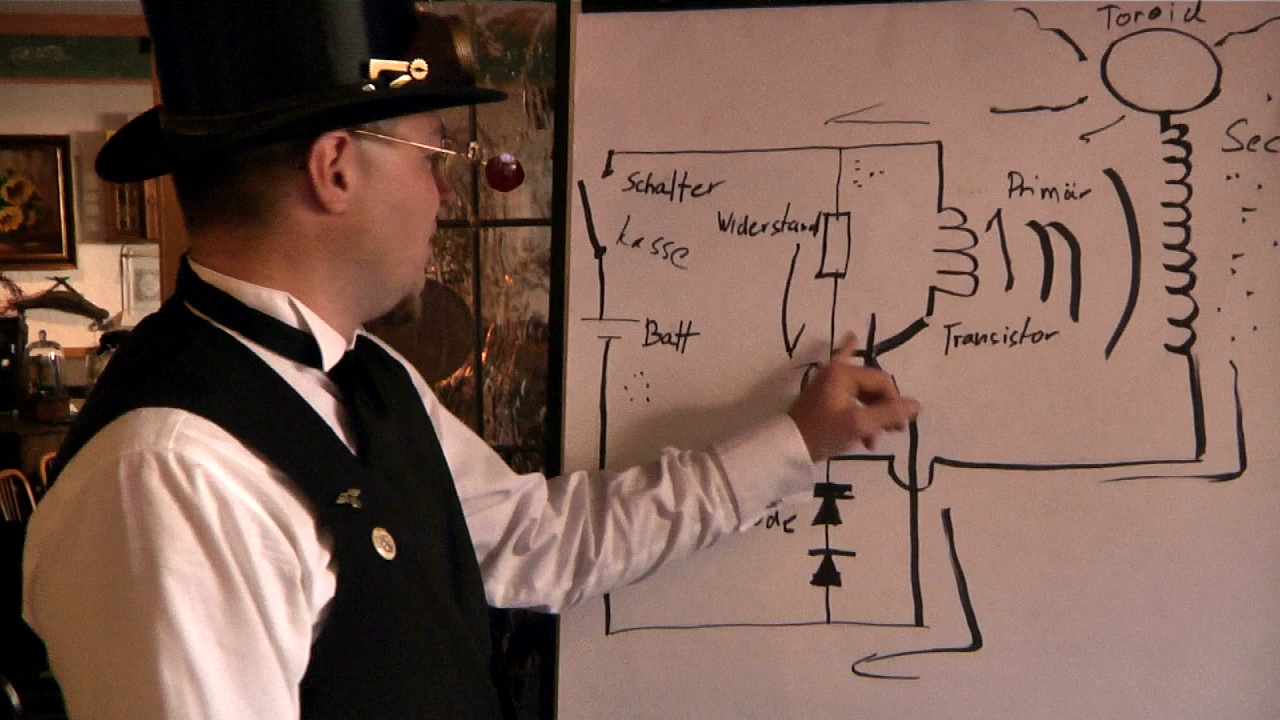 Toroid
Sec
Schalter
Primär
Widerstand
kasse
Batt
Transistor
de